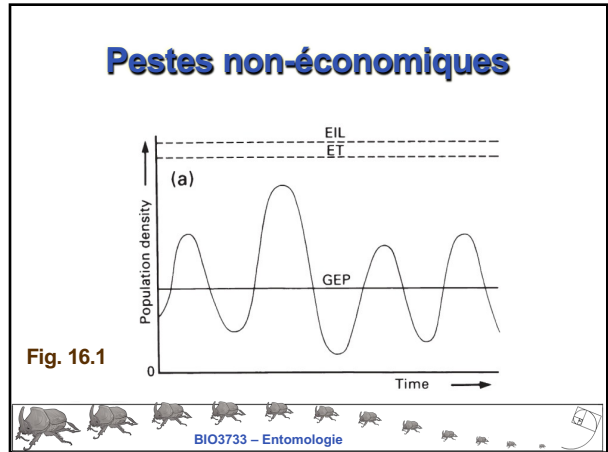 Pestes non-économiques
EIL
ET
(a)
Population density
GEP
0
Time
Fig. 16.1
BIO3733 – Entomologie